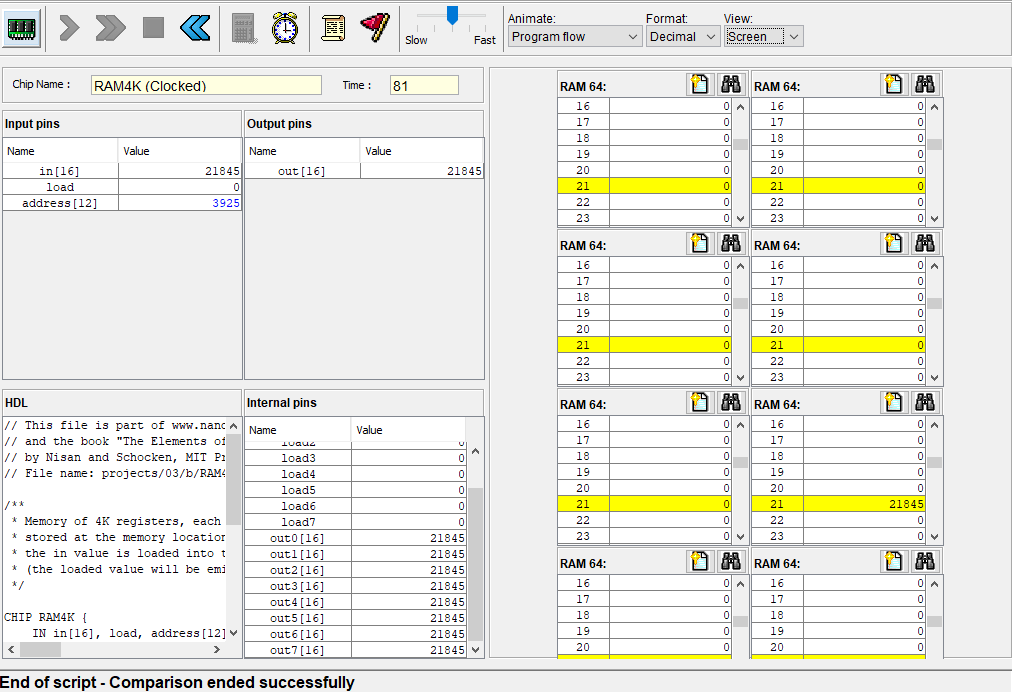 Slow Fast
Animate: Format: View:
Program flow Decimal Screen
Chip Name : RAM4K (Clocked) Time : 81
Input pins
Name Value
in[16] 21845
load 0
address[12] 3925
Output pins
Name Value
out[16] 21845
HDL
// This file is part of www.nand
// and the book "The Elements of
// by Nisan and Schocken, MIT Pr
// File name: projects/03/b/RAM4
/**
* Memory of 4K registers, each
* stored at the memory location
* the in value is loaded into t
* (the loaded value will be emi
*/
CHIP RAM4K {
IN in[16], load, address[12]
Internal pins
Name Value
load2 0
load3 0
load4 0
load5 0
load6 0
load7 0
out0[16] 21845
out1[16] 21845
out2[16] 21845
out3[16] 21845
out4[16] 21845
out5[16] 21845
out6[16] 21845
out7[16] 21845
RAM 64:
16 0
17 0
18 0
19 0
20 0
21 0
22 0
23 0
RAM 64:
16 0
17 0
18 0
19 0
20 0
21 0
22 0
23 0
RAM 64:
16 0
17 0
18 0
19 0
20 0
21 0
22 0
23 0
RAM 64:
16 0
17 0
18 0
19 0
20 0
21 0
22 0
23 0
RAM 64:
16 0
17 0
18 0
19 0
20 0
21 0
22 0
23 0
RAM 64:
16 0
17 0
18 0
19 0
20 0
21 21845
22 0
23 0
RAM 64:
16 0
17 0
18 0
19 0
20 0
RAM 64:
16 0
17 0
18 0
19 0
20 0
End of script - Comparison ended successfully